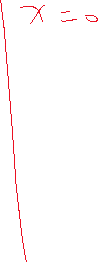 x = 0